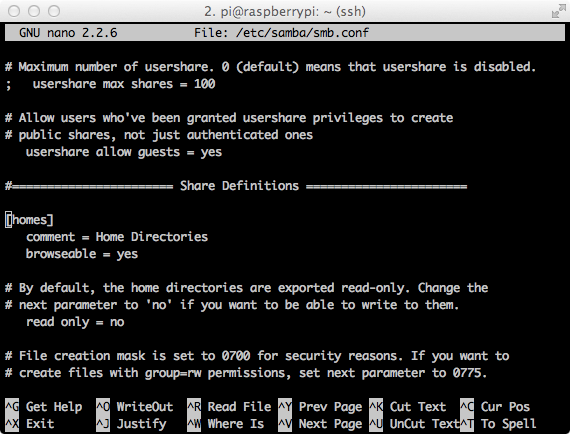 2. pi@raspberrypi: ~ (ssh)
GNU nano 2.2.6 File: /etc/samba/smb.conf
# Maximum number of usershare. 0 (default) means that usershare is disabled.
; usershare max shares = 100
# Allow users who've been granted usershare privileges to create
# public shares, not just authenticated ones
usershare allow guests = yes
#======================= Share Definitions =======================
[homes]
comment = Home Directories
browseable = yes
# By default, the home directories are exported read-only. Change the
# next parameter to 'no' if you want to be able to write to them.
read only = no
# File creation mask is set to 0700 for security reasons. If you want to
# create files with group=rw permissions, set next parameter to 0775.
^G Get Help ^O WriteOut ^R Read File ^Y Prev Page ^K Cut Text ^C Cur Pos
^X Exit ^J Justify ^W Where Is ^V Next Page ^U UnCut Text ^T To Spell